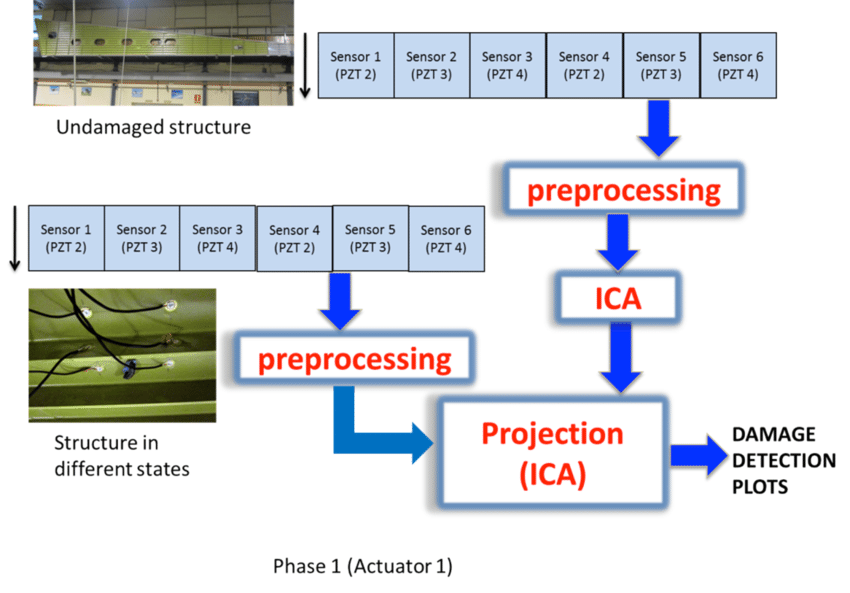 Sensor 1 Sensor 2 Sensor 3 Sensor 4 Sensor 5 Sensor 6
(PZT 2) (PZT 3) (PZT 4) (PZT 2) (PZT 3) (PZT 4)
Undamaged structure
preprocessing
Sensor 1 Sensor 2 Sensor 3 Sensor 4 Sensor 5 Sensor 6
(PZT 2) (PZT 3) (PZT 4) (PZT 2) (PZT 3) (PZT 4)
ICA
preprocessing
Projection
(ICA)
DAMAGE
DETECTION
PLOTS
Structure in
different states
Phase 1 (Actuator 1)